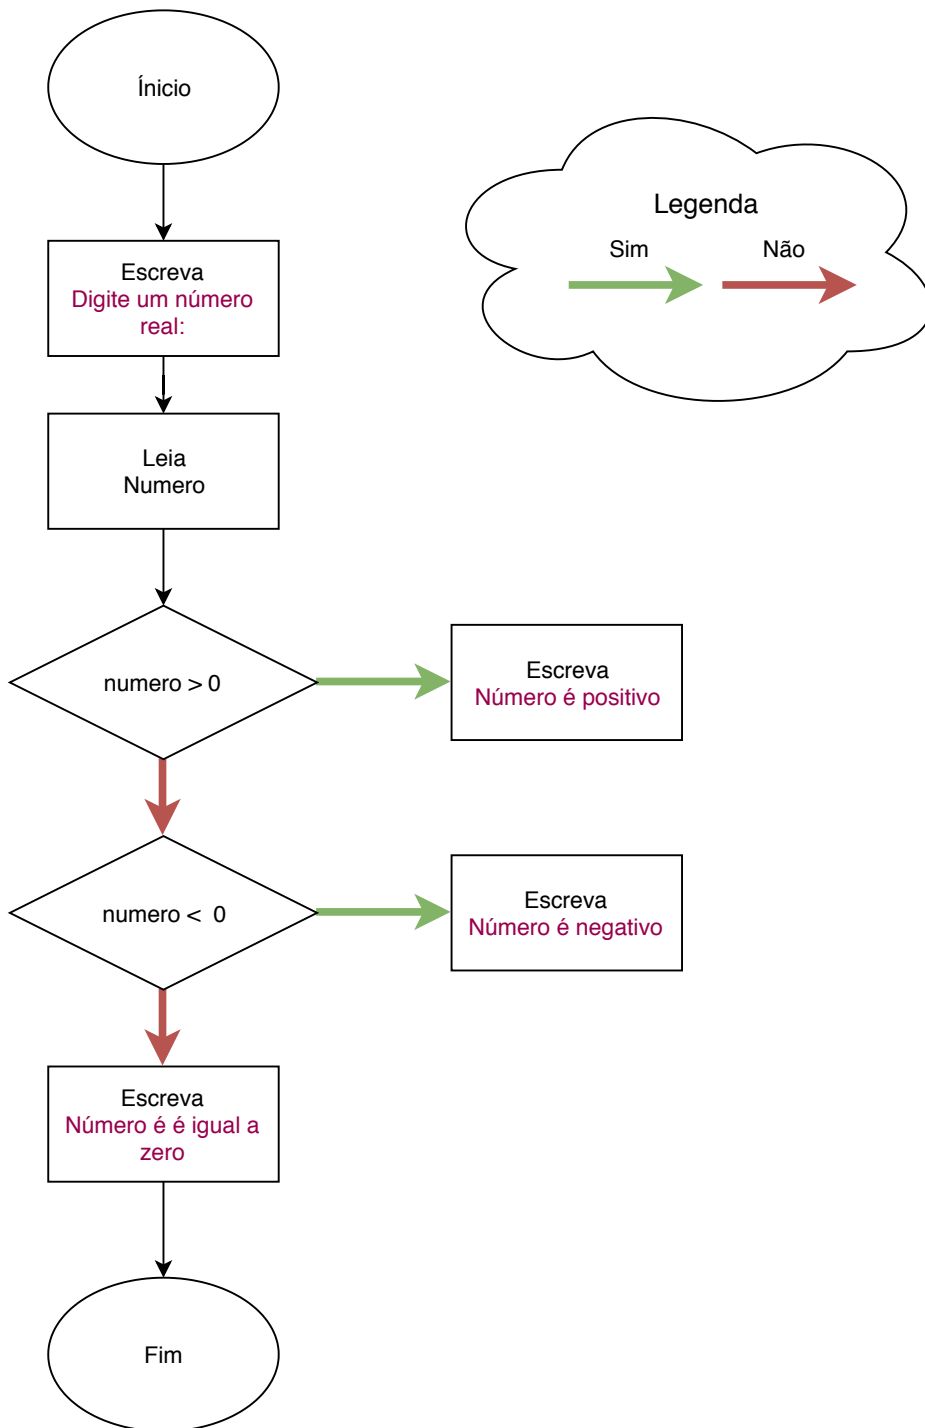 Ínicio
Legenda
Sim Não
Escreva
Digite um número
real:
Leia
Numero
numero > 0
Escreva
Número é positivo
numero <  0
Escreva
Número é negativo
Escreva
Número é é igual a
zero
Fim